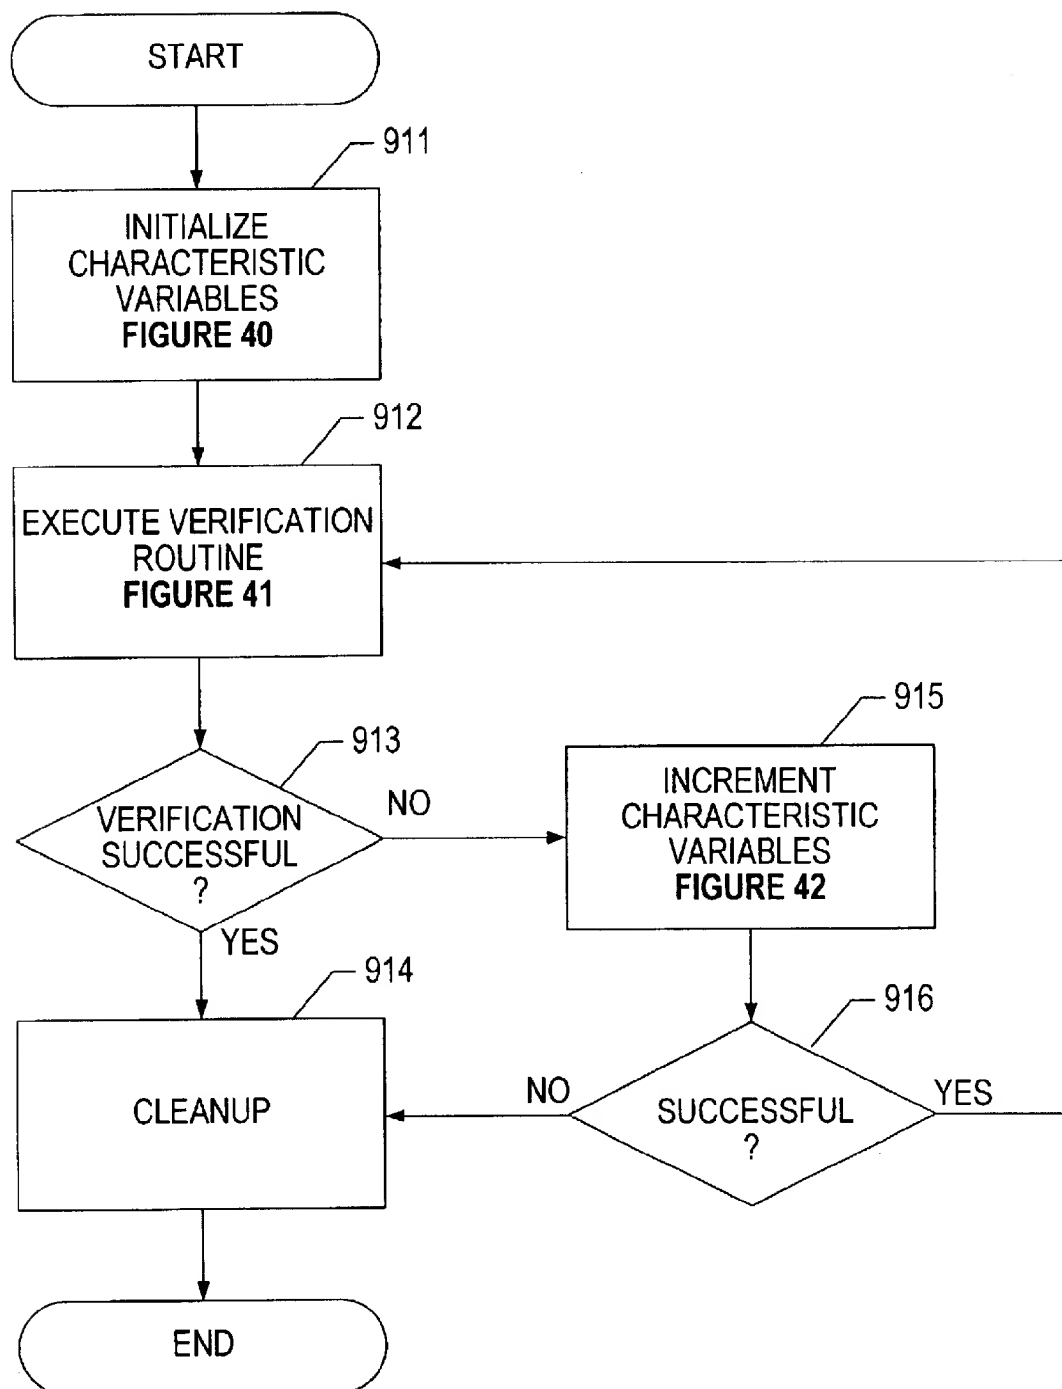 START
911
INITIALIZE
CHARACTERISTIC
VARIABLES
FIGURE 40
912
EXECUTE VERIFICATION
ROUTINE
FIGURE 41
913
VERIFICATION
SUCCESSFUL
?
NO
YES
915
INCREMENT
CHARACTERISTIC
VARIABLES
FIGURE 42
914
CLEANUP
916
SUCCESSFUL
?
NO
YES
END